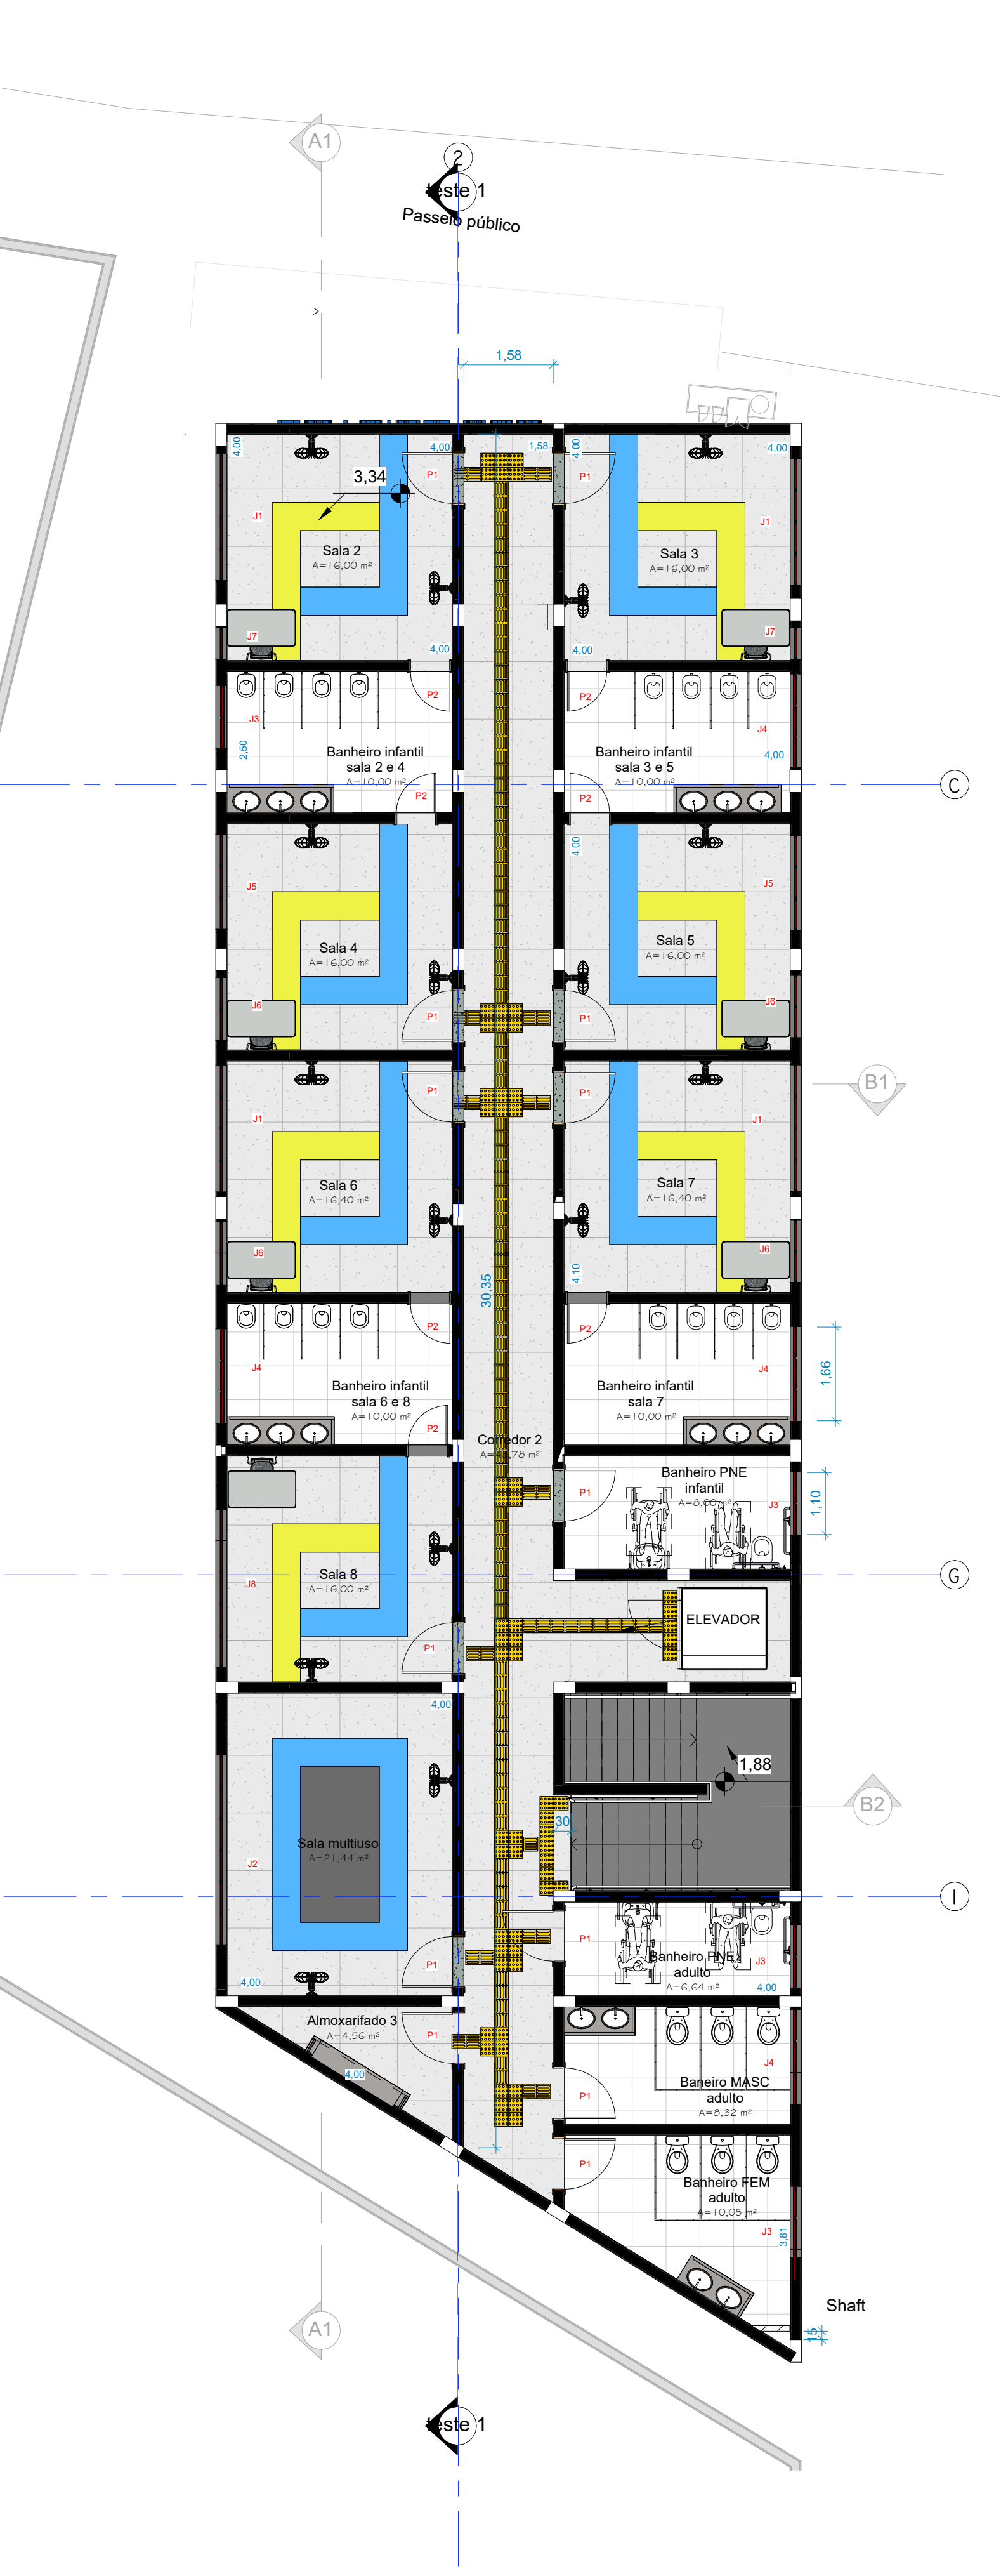 A1
2
teste 1
Passeio público
>
1,58
4,00
4,00
1,58
4,00
4,00
P1
P1
3,34
J1
J1
Sala 2
A=16,00 m²
Sala 3
A=16,00 m²
J7
J7
4,00
4,00
P2
P2
J3
J4
2,50
Banheiro infantil
sala 2 e 4
A=10,00 m²
Banheiro infantil
sala 3 e 5
A=10,00 m²
4,00
C
P2
P2
4,00
J5
J5
Sala 4
A=16,00 m²
Sala 5
A=16,00 m²
J6
J6
P1
P1
B1
P1
P1
J1
J1
Sala 6
A=16,40 m²
Sala 7
A=16,40 m²
J6
J6
4,10
30,35
P2
P2
J4
J4
1,66
Banheiro infantil
sala 6 e 8
A=10,00 m²
Banheiro infantil
sala 7
A=10,00 m²
P2
Corredor 2
Banheiro PNE
infantil
A=8,00 m²
P1
J3
1,10
Sala 8
A=16,00 m²
J8
G
ELEVADOR
P1
4,00
1,88
B2
30
Sala multiuso
A=21,44 m²
J2
I
P1
P1
Banheiro PNE
adulto
A=6,64 m²
J3
4,00
4,00
Almoxarifado 3
A=4,56 m²
P1
4,00
J4
Baneiro MASC
adulto
A=8,32 m²
P1
P1
Banheiro FEM
adulto
A=10,05 m²
J3
3,81
Shaft
15
A1
teste 1